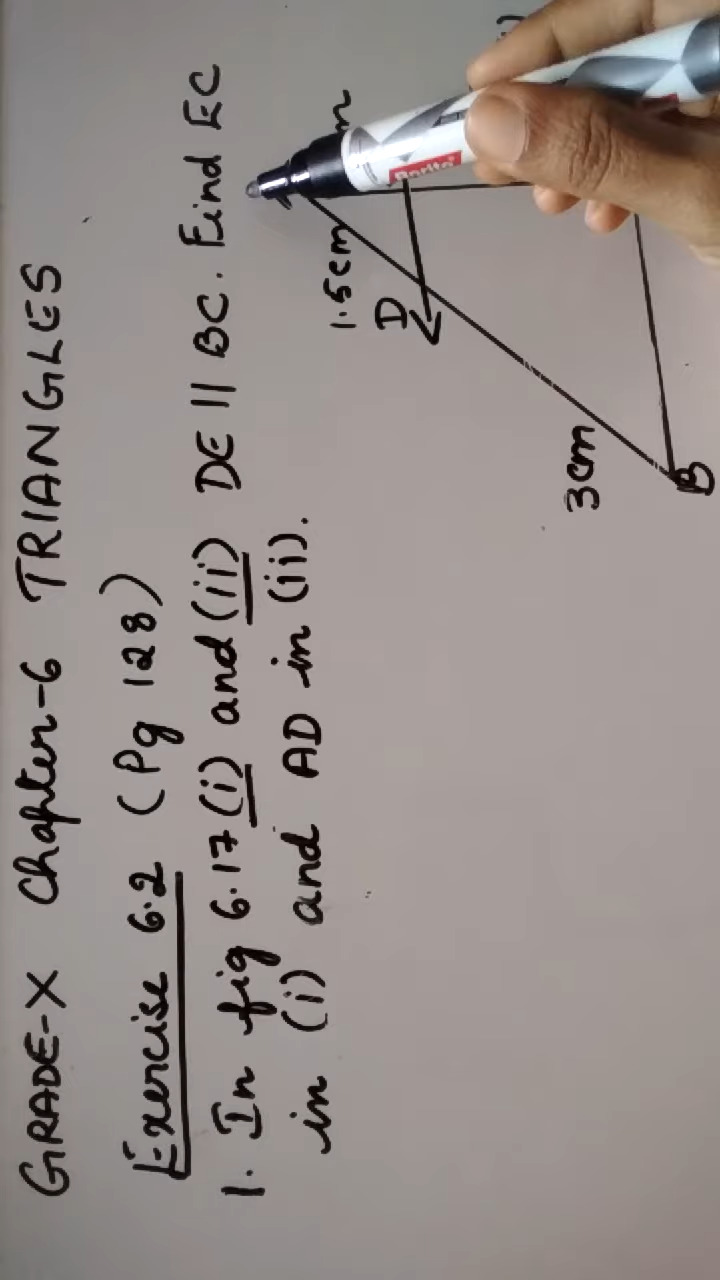 GRADE-X Chapter-6 TRIANGLES
Exercise 6.2 (Pg 128)
1. In fig 6.17 (i) and (ii) DE || BC. Find EC
in (i) and AD in (ii).
1.5cm
D
3cm
B